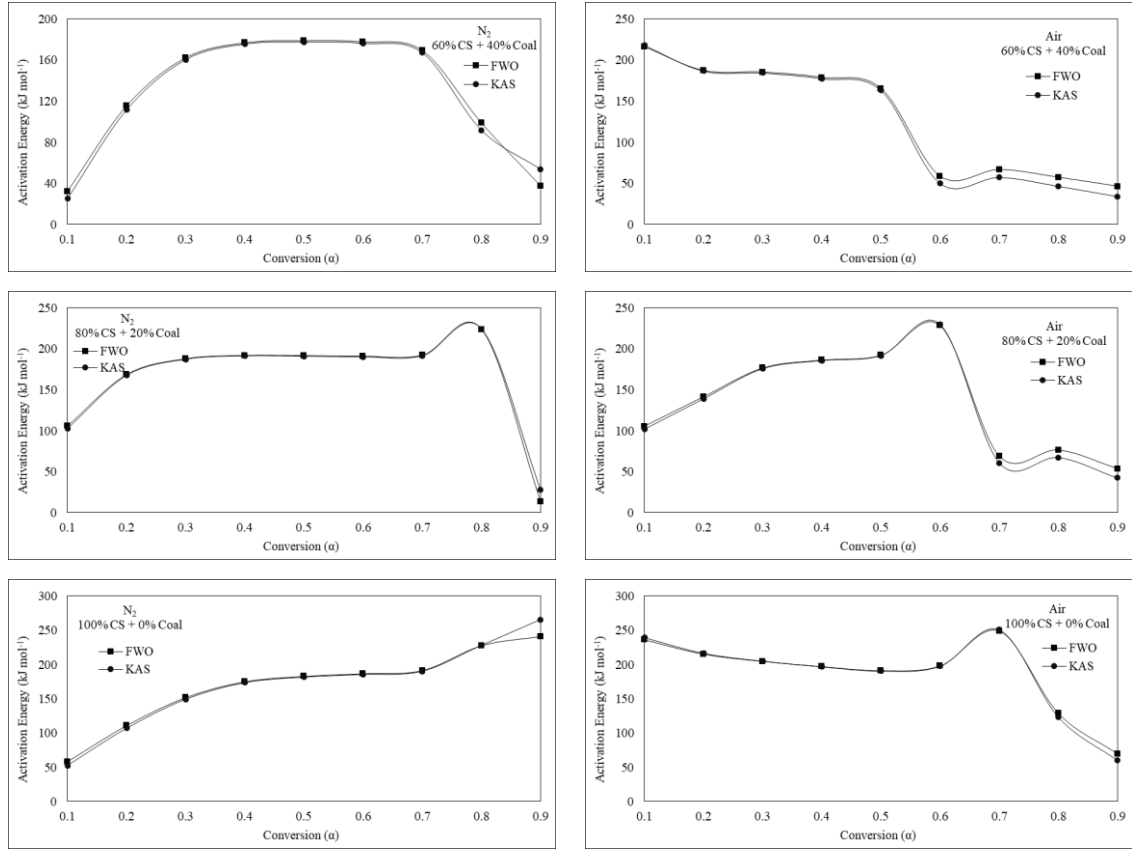 200
160
120
80
40
0
Activation Energy (kJ mol⁻¹)
N₂
60% CS + 40% Coal
FWO
KAS
0.1 0.2 0.3 0.4 0.5 0.6 0.7 0.8 0.9
Conversion (α)
250
200
150
100
50
0
Activation Energy (kJ mol⁻¹)
Air
60% CS + 40% Coal
FWO
KAS
0.1 0.2 0.3 0.4 0.5 0.6 0.7 0.8 0.9
Conversion (α)
250
200
150
100
50
0
Activation Energy (kJ mol⁻¹)
N₂
80% CS + 20% Coal
FWO
KAS
0.1 0.2 0.3 0.4 0.5 0.6 0.7 0.8 0.9
Conversion (α)
250
200
150
100
50
0
Activation Energy (kJ mol⁻¹)
Air
80% CS + 20% Coal
FWO
KAS
0.1 0.2 0.3 0.4 0.5 0.6 0.7 0.8 0.9
Conversion (α)
300
250
200
150
100
50
0
Activation Energy (kJ mol⁻¹)
N₂
100% CS + 0% Coal
FWO
KAS
0.1 0.2 0.3 0.4 0.5 0.6 0.7 0.8 0.9
Conversion (α)
300
250
200
150
100
50
0
Activation Energy (kJ mol⁻¹)
Air
100% CS + 0% Coal
FWO
KAS
0.1 0.2 0.3 0.4 0.5 0.6 0.7 0.8 0.9
Conversion (α)